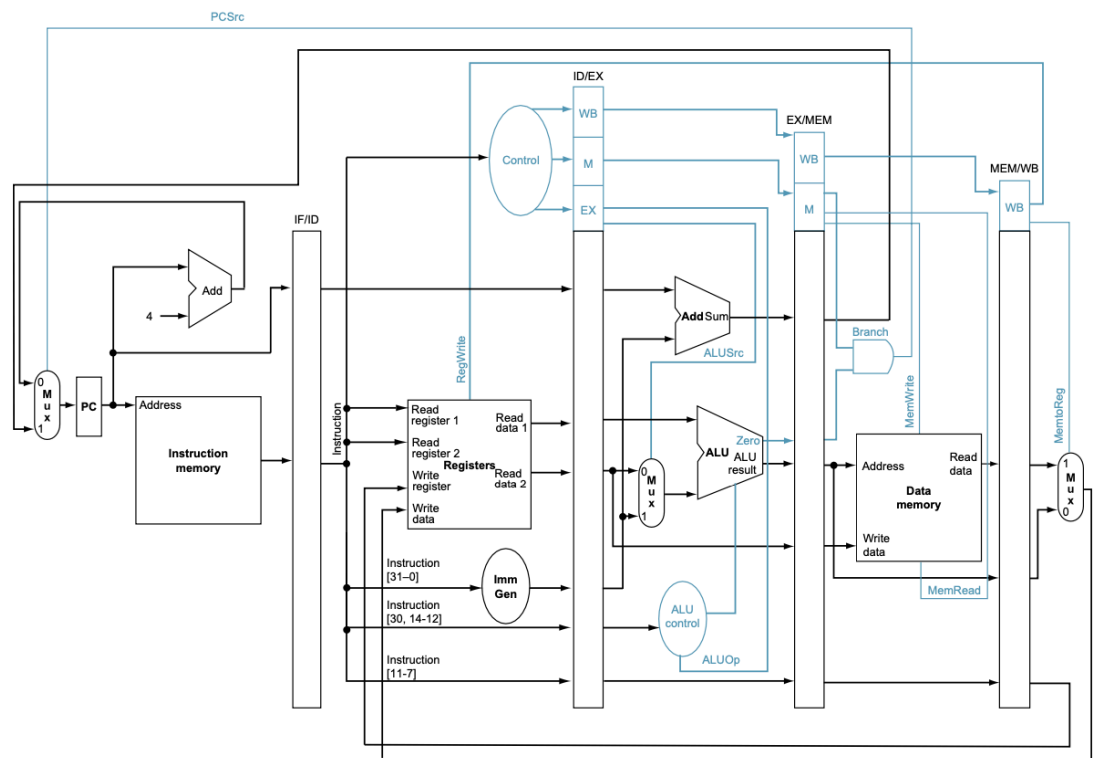 PCSrc
ID/EX
WB
EX/MEM
Control
M
WB
MEM/WB
EX
M
WB
IF/ID
Add
4
Add Sum
Branch
ALUSrc
RegWrite
MemWrite
MemtoReg
0
M
u
x
1
PC
Address
Instruction
memory
Instruction
Read
register 1
Read
register 2
Write
register
Write
data
Registers
Read
data 1
Read
data 2
0
M
u
x
1
ALU
Zero
ALU
result
Address
Read
data
Data
memory
Write
data
1
M
u
x
0
MemRead
Instruction
[31–0]
Imm
Gen
Instruction
[30, 14-12]
ALU
control
ALUOp
Instruction
[11-7]